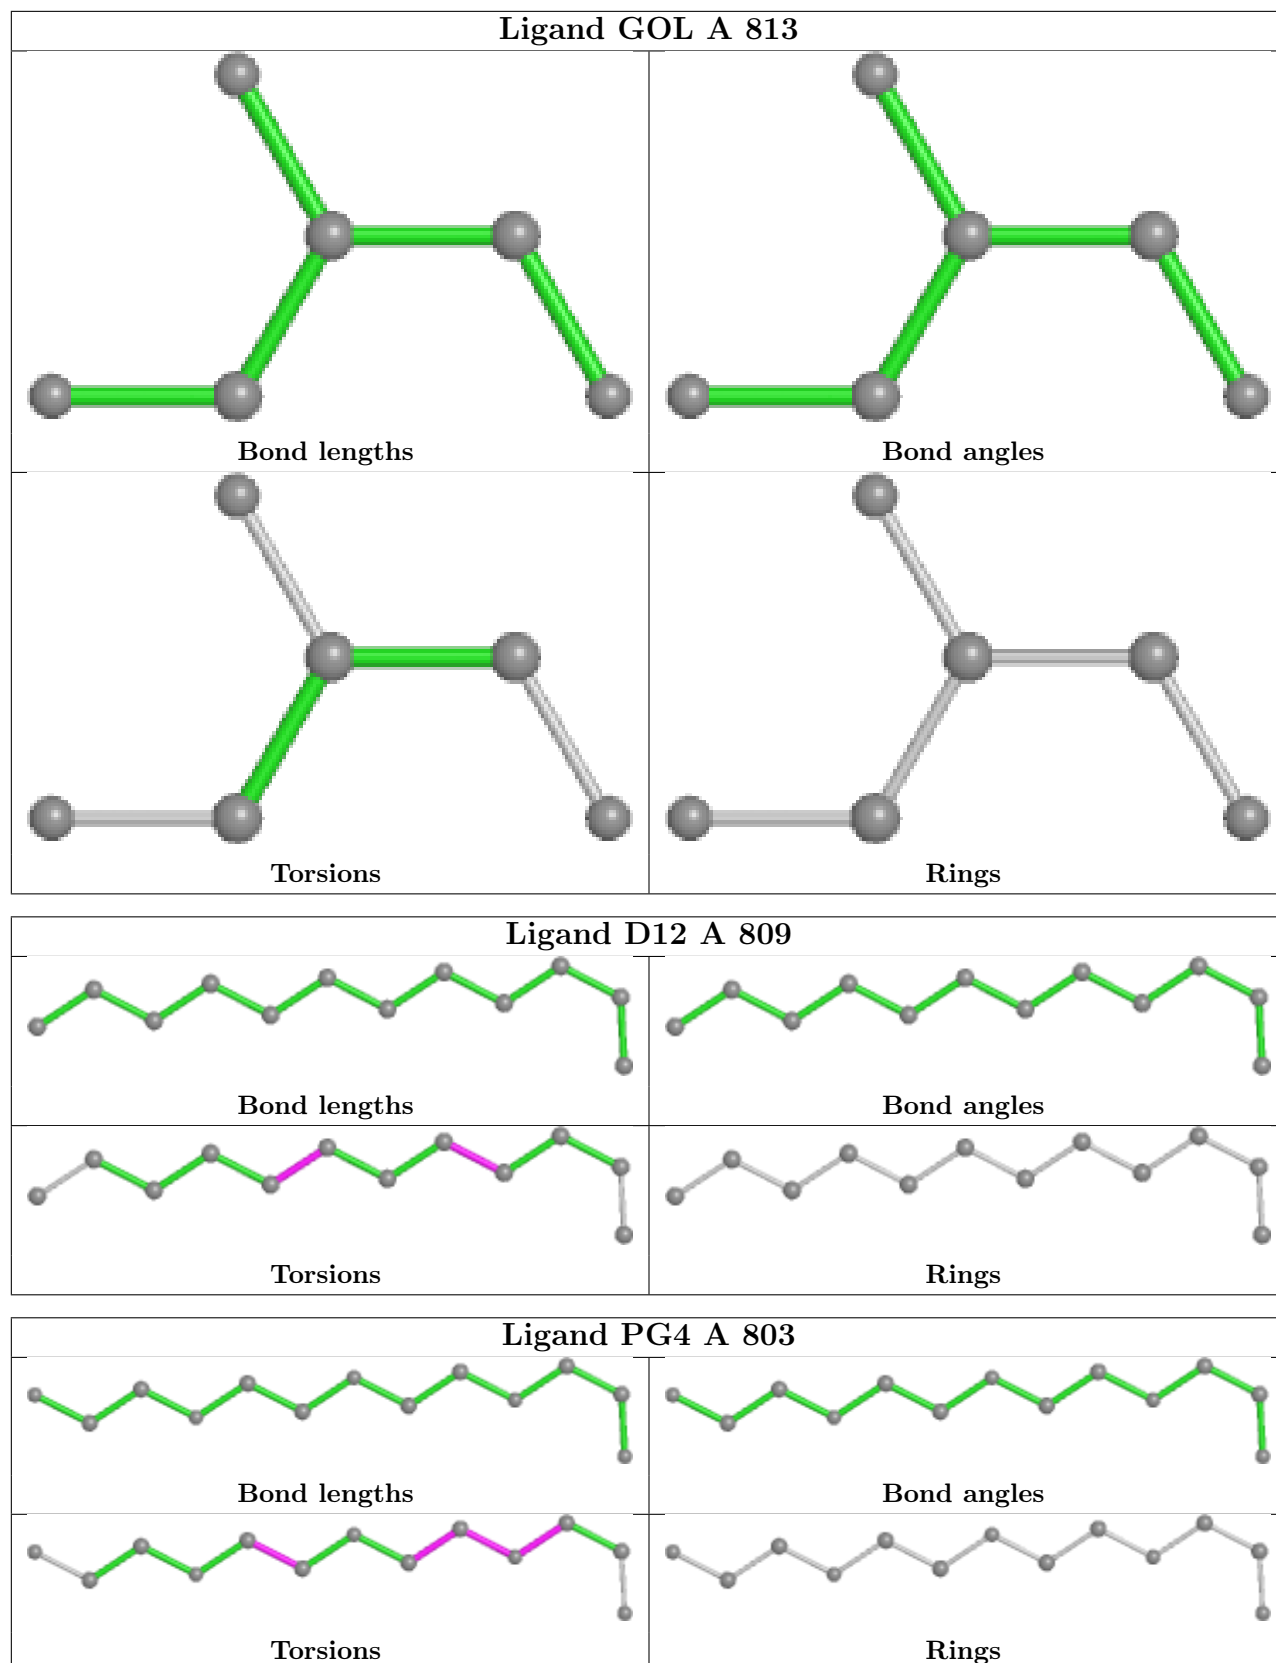 Ligand GOL A 813
Bond lengths
Bond angles
Torsions
Rings
Ligand D12 A 809
Bond lengths
Bond angles
Torsions
Rings
Ligand PG4 A 803
Bond lengths
Bond angles
Torsions
Rings